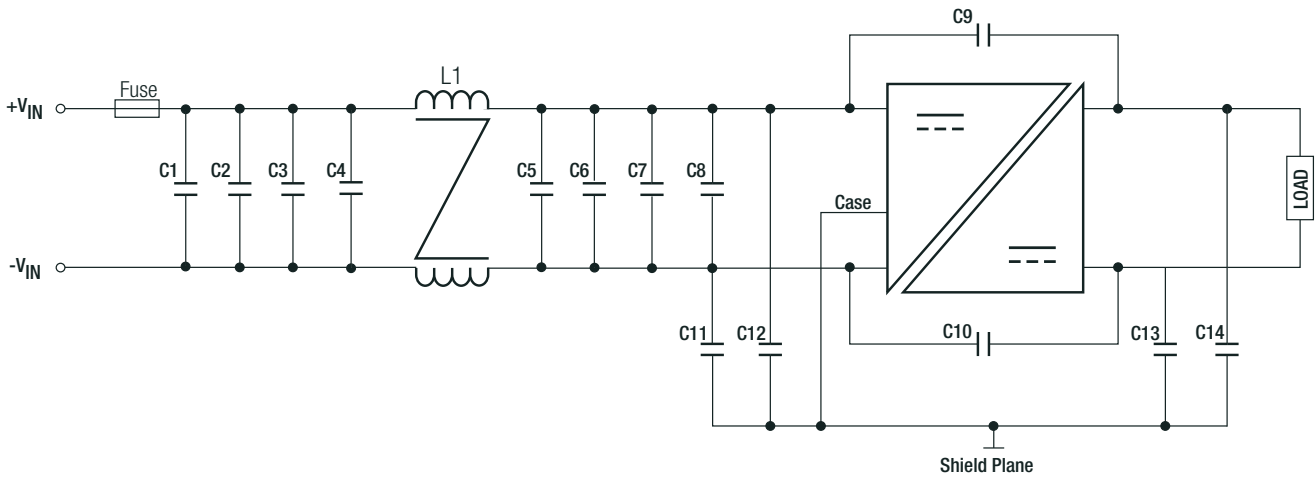 C9
Fuse
L1
+VIN
C1
C2
C3
C4
C5
C6
C7
C8
Case
LOAD
-VIN
C11
C12
C10
C13
C14
Shield Plane